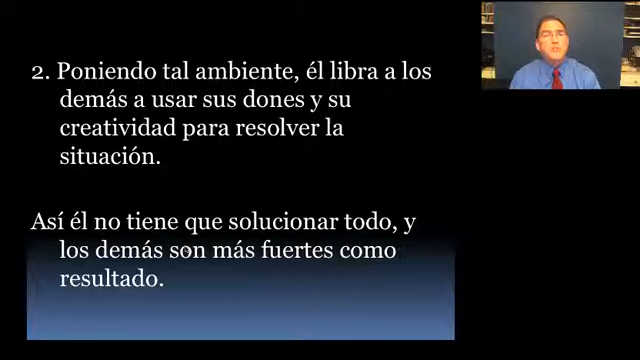 2. Poniendo tal ambiente, él libra a los
demás a usar sus dones y su
creatividad para resolver la
situación.
Así él no tiene que solucionar todo, y
los demás son más fuertes como
resultado.